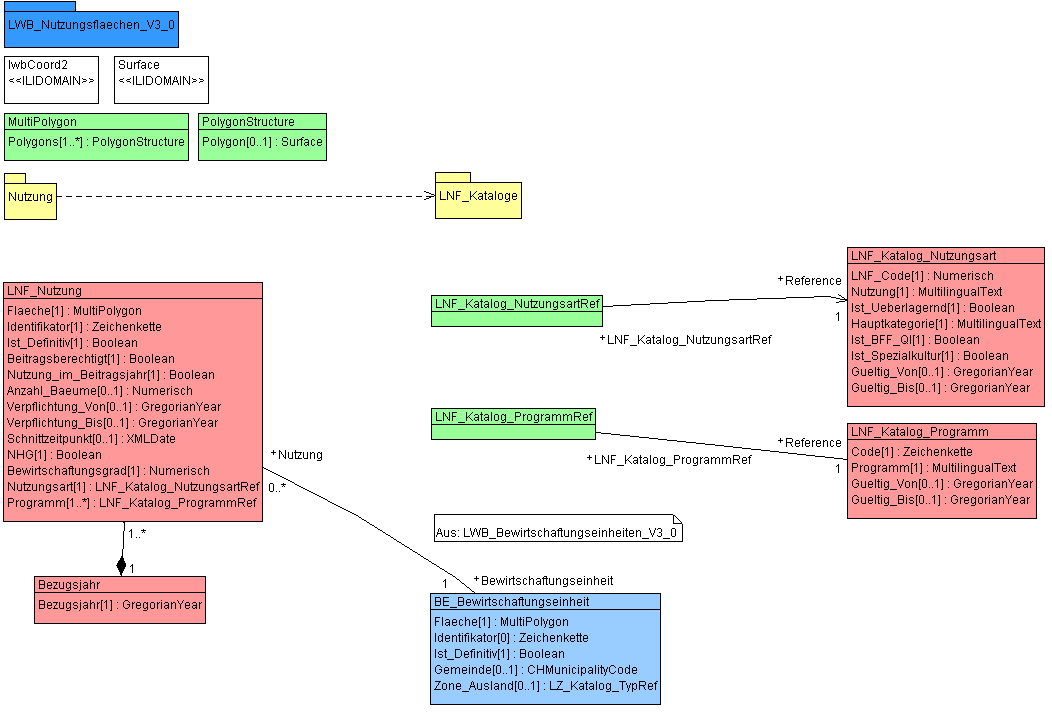 LWB_Nutzungsflaechen_V3_0
lwbCoord2
<<ILIDOMAIN>>
Surface
<<ILIDOMAIN>>
MultiPolygon
Polygons[1..*] : PolygonStructure
PolygonStructure
Polygon[0..1] : Surface
Nutzung
LNF_Kataloge
LNF_Nutzung
Flaeche[1] : MultiPolygon
Identifikator[1] : Zeichenkette
Ist_Definitiv[1] : Boolean
Beitragsberechtigt[1] : Boolean
Nutzung_im_Beitragsjahr[1] : Boolean
Anzahl_Baeume[0..1] : Numerisch
Verpflichtung_Von[0..1] : GregorianYear
Verpflichtung_Bis[0..1] : GregorianYear
Schnittzeitpunkt[0..1] : XMLDate
NHG[1] : Boolean
Bewirtschaftungsgrad[1] : Numerisch
Nutzungsart[1] : LNF_Katalog_NutzungsartRef
Programm[1..*] : LNF_Katalog_ProgrammRef
LNF_Katalog_NutzungsartRef
+Reference
1
+LNF_Katalog_NutzungsartRef
LNF_Katalog_Nutzungsart
LNF_Code[1] : Numerisch
Nutzung[1] : MultilingualText
Ist_Ueberlagernd[1] : Boolean
Hauptkategorie[1] : MultilingualText
Ist_BFF_QI[1] : Boolean
Ist_Spezialkultur[1] : Boolean
Gueltig_Von[0..1] : GregorianYear
Gueltig_Bis[0..1] : GregorianYear
LNF_Katalog_ProgrammRef
+Reference
1
+LNF_Katalog_ProgrammRef
LNF_Katalog_Programm
Code[1] : Zeichenkette
Programm[1] : MultilingualText
Gueltig_Von[0..1] : GregorianYear
Gueltig_Bis[0..1] : GregorianYear
+Nutzung
0..*
Aus: LWB_Bewirtschaftungseinheiten_V3_0
1..*
1
Bezugsjahr
Bezugsjahr[1] : GregorianYear
1
+Bewirtschaftungseinheit
BE_Bewirtschaftungseinheit
Flaeche[1] : MultiPolygon
Identifikator[0] : Zeichenkette
Ist_Definitiv[1] : Boolean
Gemeinde[0..1] : CHMunicipalityCode
Zone_Ausland[0..1] : LZ_Katalog_TypRef